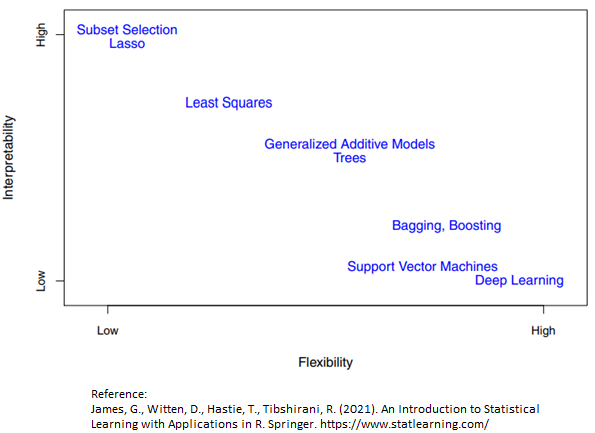 High
Subset Selection
Lasso
Least Squares
Generalized Additive Models
Trees
Interpretability
Bagging, Boosting
Support Vector Machines
Low
Deep Learning
Low
High
Flexibility
Reference:
James, G., Witten, D., Hastie, T., Tibshirani, R. (2021). An Introduction to Statistical
Learning with Applications in R. Springer. https://www.statlearning.com/